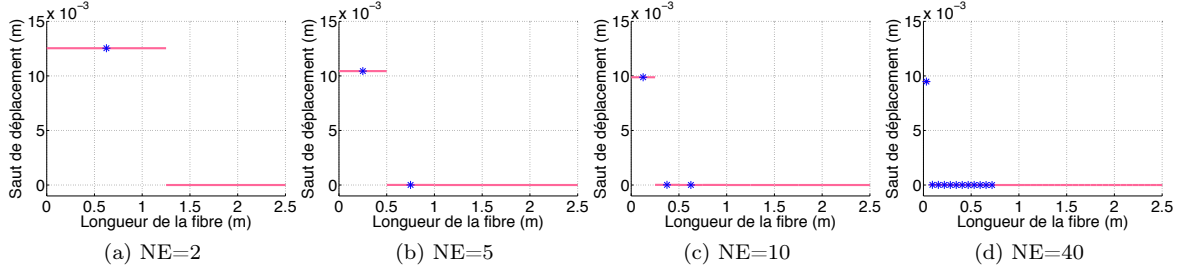 15 x 10⁻³
10
5
0
Saut de déplacement (m)
0 0.5 1 1.5 2 2.5
Longueur de la fibre (m)
(a) NE=2
15 x 10⁻³
10
5
0
Saut de déplacement (m)
0 0.5 1 1.5 2 2.5
Longueur de la fibre (m)
(b) NE=5
15 x 10⁻³
10
5
0
Saut de déplacement (m)
0 0.5 1 1.5 2 2.5
Longueur de la fibre (m)
(c) NE=10
15 x 10⁻³
10
5
0
Saut de déplacement (m)
0 0.5 1 1.5 2 2.5
Longueur de la fibre (m)
(d) NE=40